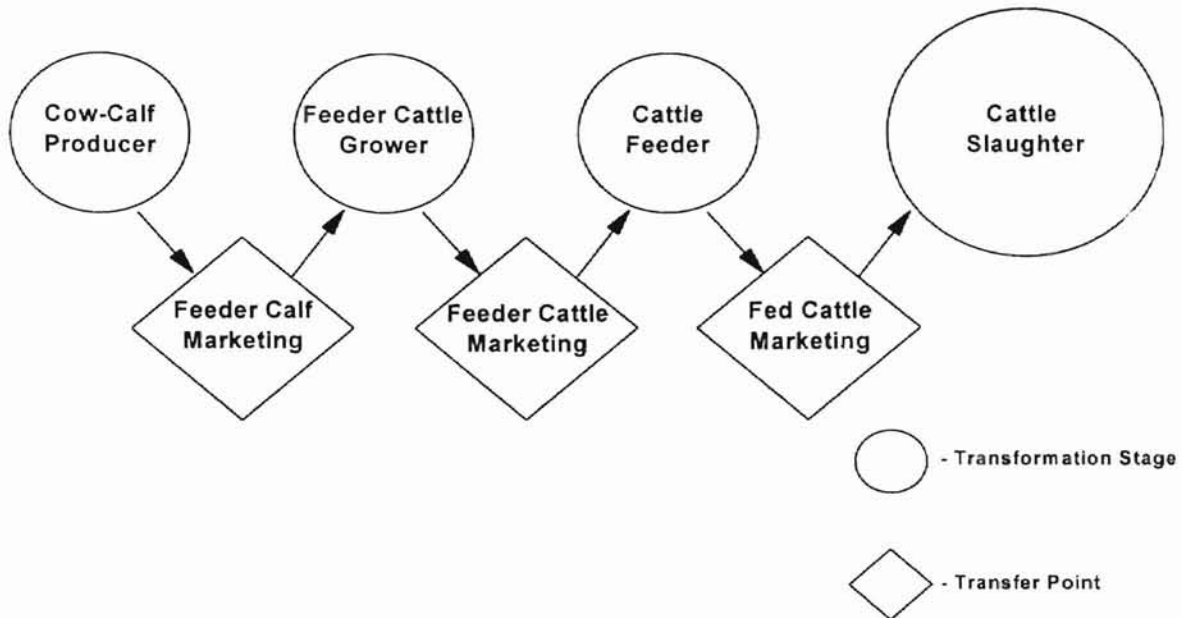 Cow-Calf
Producer
Feeder Cattle
Grower
Cattle
Feeder
Cattle
Slaughter
Feeder Calf
Marketing
Feeder Cattle
Marketing
Fed Cattle
Marketing
- Transformation Stage
- Transfer Point